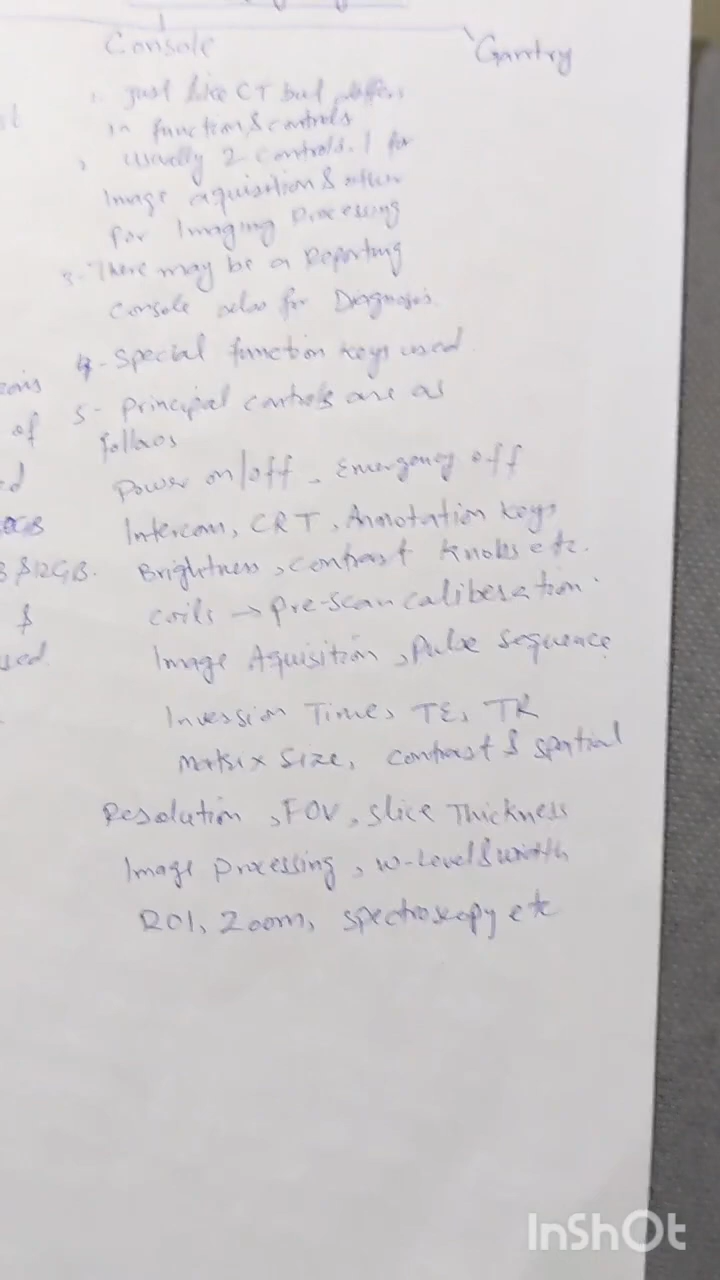 Console
Gantry
1. Just like CT but differs
in functions & controls
2. usually 2 controls. 1 for
Image aquisition & other
for Imaging Processing
3. There may be a Reporting
Console also for Diagnosis.
4. Special function keys used
5- Principal controls are as
follows
Power on/off - Emergency off
Intercom, CRT, Annotation keys
Brightness, contrast knobs etc.
Coils → Pre-scan caliberation.
Image Aquisition, Pulse sequence
Inversion Time, TE, TR
matrix size, contrast & spatial
Resolution, FOV, slice Thickness
Image Processing, w-Level & width
ROI, Zoom, spectroscopy etc
of
&
InShOt